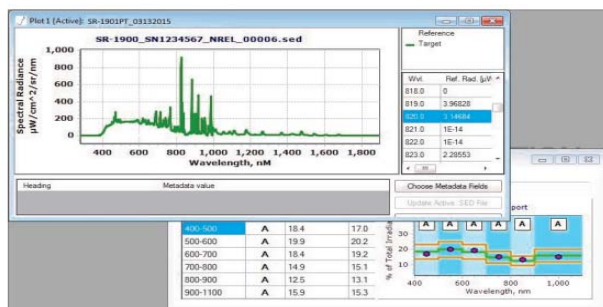 Plot 1 [Active]: SR-1901PT_03132015
SR-1900_SN1234567_NREL_00006.sed
Reference
Target
Spectral Radiance
µW/cm^2/sr/nm
1,000
800
600
400
200
0
400 600 800 1,000 1,200 1,400 1,600 1,800
Wavelength, nM
Wvl. Ref. Rad. [µW
818.0 0
819.0 3.96828
820.0 3.14684
821.0 1E-14
822.0 1E-14
823.0 2.28553
Heading Metadata value
Choose Metadata Fields
Update Active .SED File
400-500 A 18.4 17.0
500-600 A 19.9 20.2
600-700 A 18.4 19.2
700-800 A 14.9 15.1
800-900 A 12.5 13.1
900-1100 A 15.9 15.3
port
A A A A A A
% of Total Irradia
30
20
10
400 600 800 1,000
Wavelength, nm